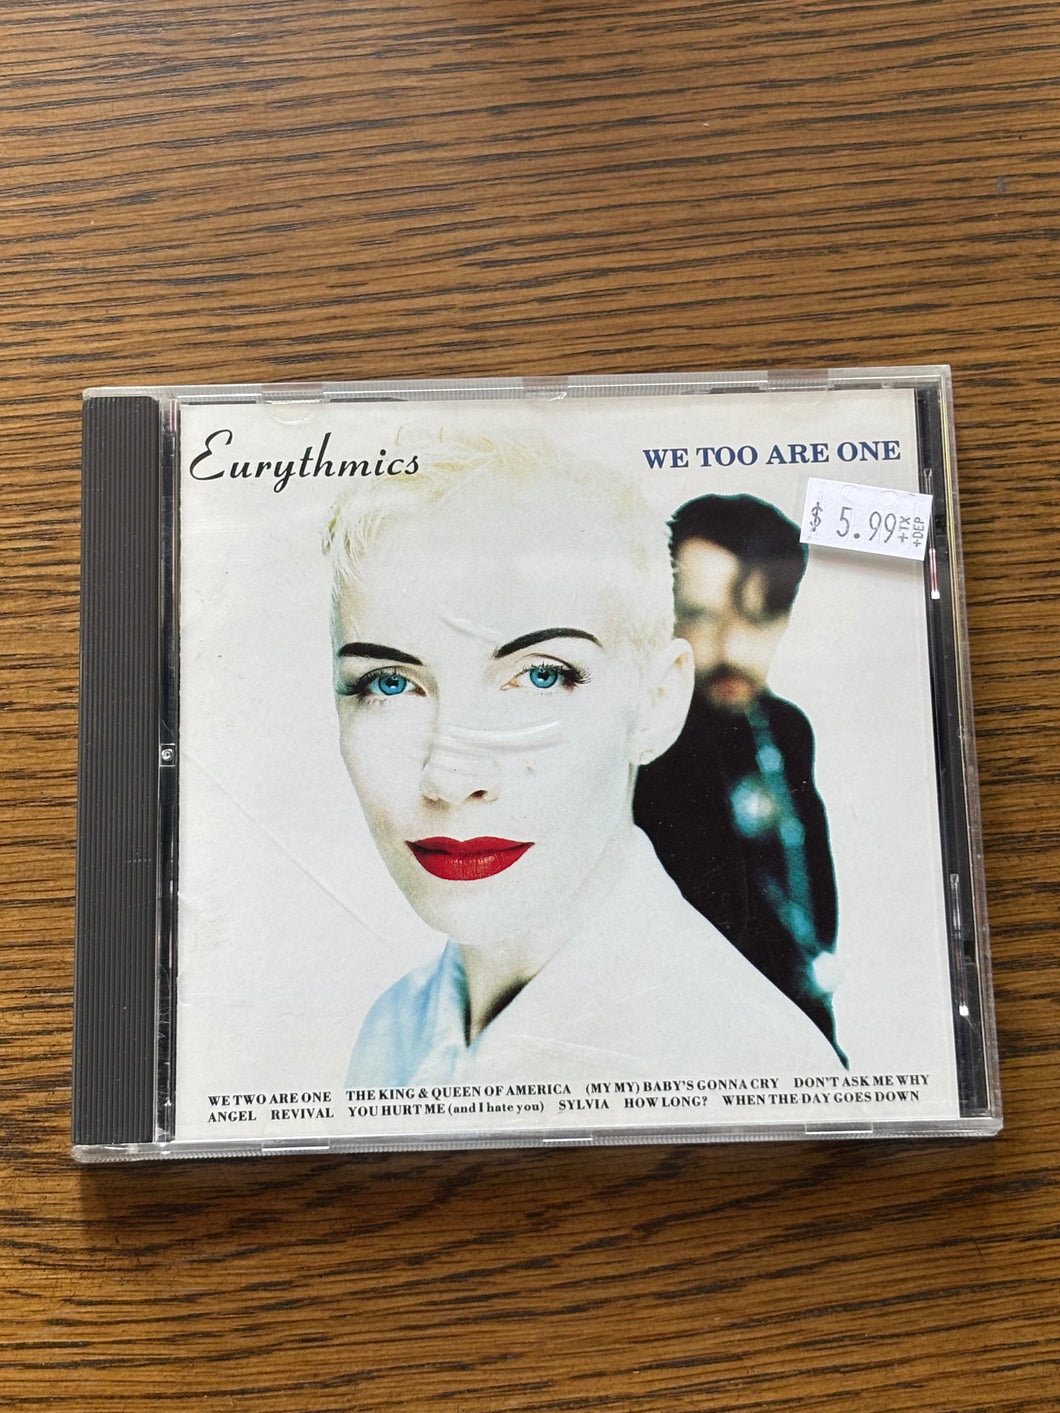 Eurythmics
WE TOO ARE ONE
$ 5.99 +TX
+DEP
WE TWO ARE ONE THE KING & QUEEN OF AMERICA (MY MY) BABY'S GONNA CRY DON'T ASK ME WHY
ANGEL REVIVAL YOU HURT ME (and I hate you) SYLVIA HOW LONG? WHEN THE DAY GOES DOWN